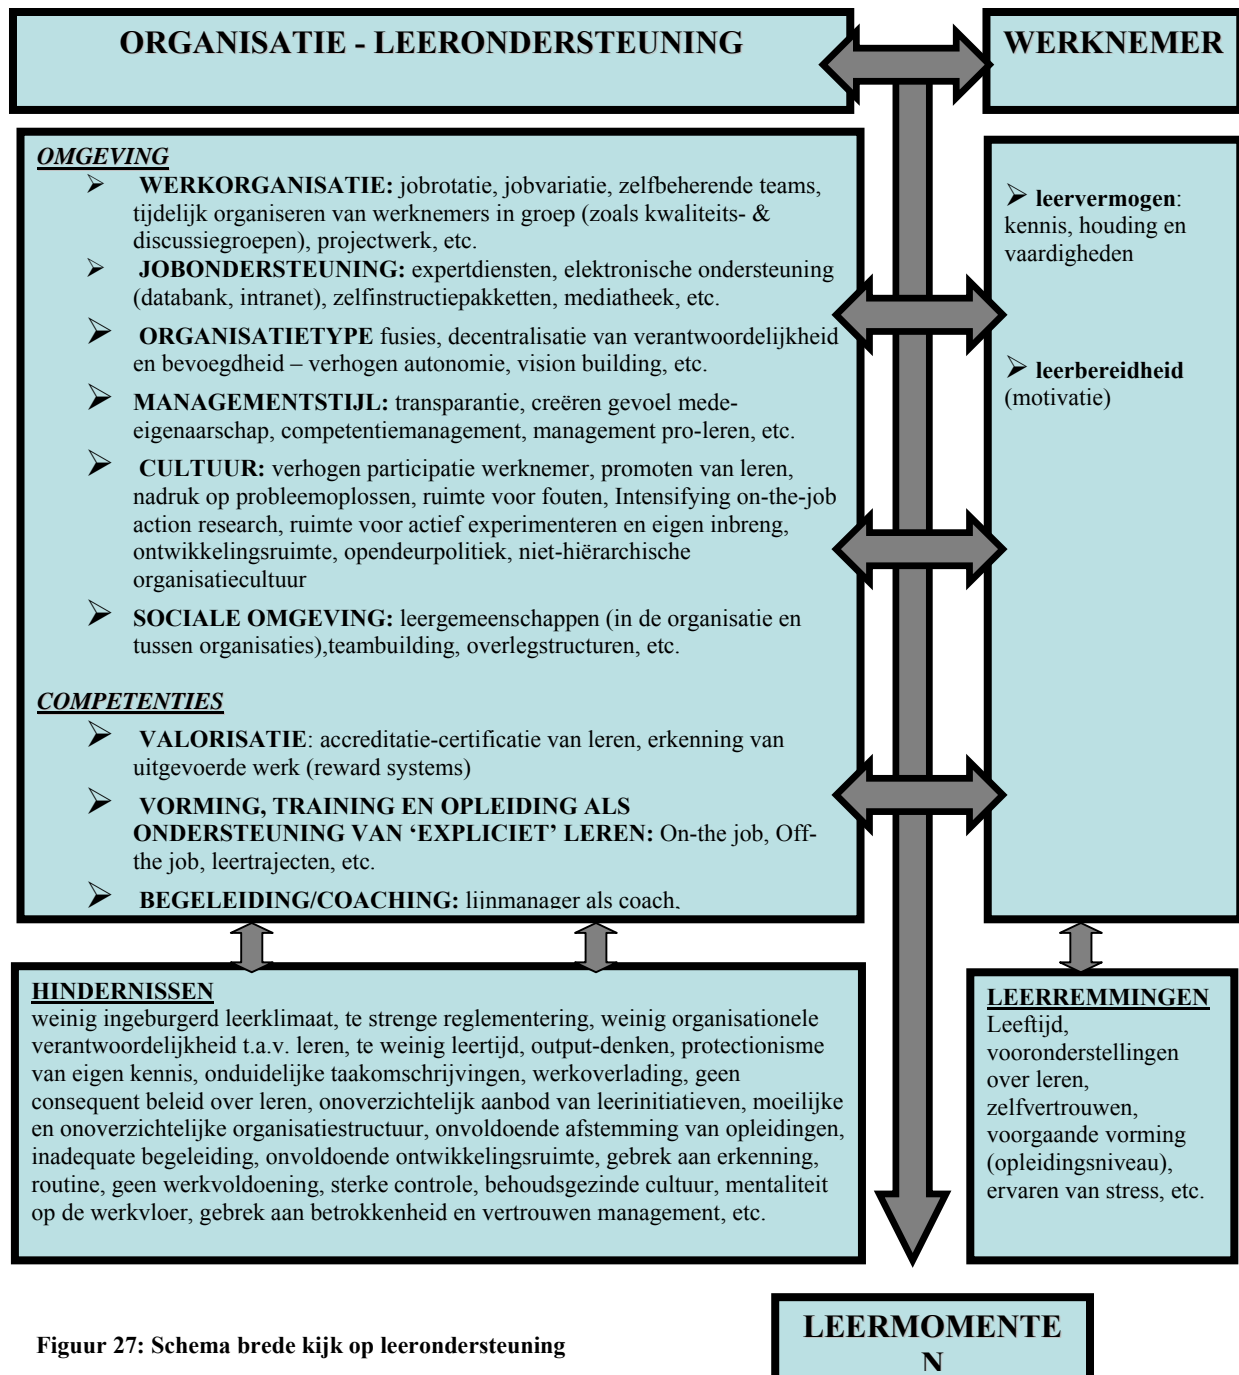 ORGANISATIE - LEERONDERSTEUNING
WERKNEMER
OMGEVING
➢ WERKORGANISATIE: jobrotatie, jobvariatie, zelfbeherende teams,
tijdelijk organiseren van werknemers in groep (zoals kwaliteits- &
discussiegroepen), projectwerk, etc.
➢ JOBONDERSTEUNING: expertdiensten, elektronische ondersteuning
(databank, intranet), zelfinstructiepakketten, mediatheek, etc.
➢ ORGANISATIETYPE fusies, decentralisatie van verantwoordelijkheid
en bevoegdheid – verhogen autonomie, vision building, etc.
➢ MANAGEMENTSTIJL: transparantie, creëren gevoel mede-
eigenaarschap, competentiemanagement, management pro-leren, etc.
➢ CULTUUR: verhogen participatie werknemer, promoten van leren,
nadruk op probleemoplossen, ruimte voor fouten, Intensifying on-the-job
action research, ruimte voor actief experimenteren en eigen inbreng,
ontwikkelingsruimte, opendeurpolitiek, niet-hiërarchische
organisatiecultuur
➢ SOCIALE OMGEVING: leergemeenschappen (in de organisatie en
tussen organisaties),teambuilding, overlegstructuren, etc.
COMPETENTIES
➢ VALORISATIE: accreditatie-certificatie van leren, erkenning van
uitgevoerde werk (reward systems)
➢ VORMING, TRAINING EN OPLEIDING ALS
ONDERSTEUNING VAN ‘EXPLICIET’ LEREN: On-the job, Off-
the job, leertrajecten, etc.
➢ BEGELEIDING/COACHING: lijnmanager als coach,
➢ leervermogen:
kennis, houding en
vaardigheden
➢ leerbereidheid
(motivatie)
HINDERNISSEN
weinig ingeburgerd leerklimaat, te strenge reglementering, weinig organisationele
verantwoordelijkheid t.a.v. leren, te weinig leertijd, output-denken, protectionisme
van eigen kennis, onduidelijke taakomschrijvingen, werkoverlading, geen
consequent beleid over leren, onoverzichtelijk aanbod van leerinitiatieven, moeilijke
en onoverzichtelijke organisatiestructuur, onvoldoende afstemming van opleidingen,
inadequate begeleiding, onvoldoende ontwikkelingsruimte, gebrek aan erkenning,
routine, geen werkvoldoening, sterke controle, behoudsgezinde cultuur, mentaliteit
op de werkvloer, gebrek aan betrokkenheid en vertrouwen management, etc.
LEERREMMINGEN
Leeftijd,
vooronderstellingen
over leren,
zelfvertrouwen,
voorgaande vorming
(opleidingsniveau),
ervaren van stress, etc.
LEERMOMENTE
N
Figuur 27: Schema brede kijk op leerondersteuning